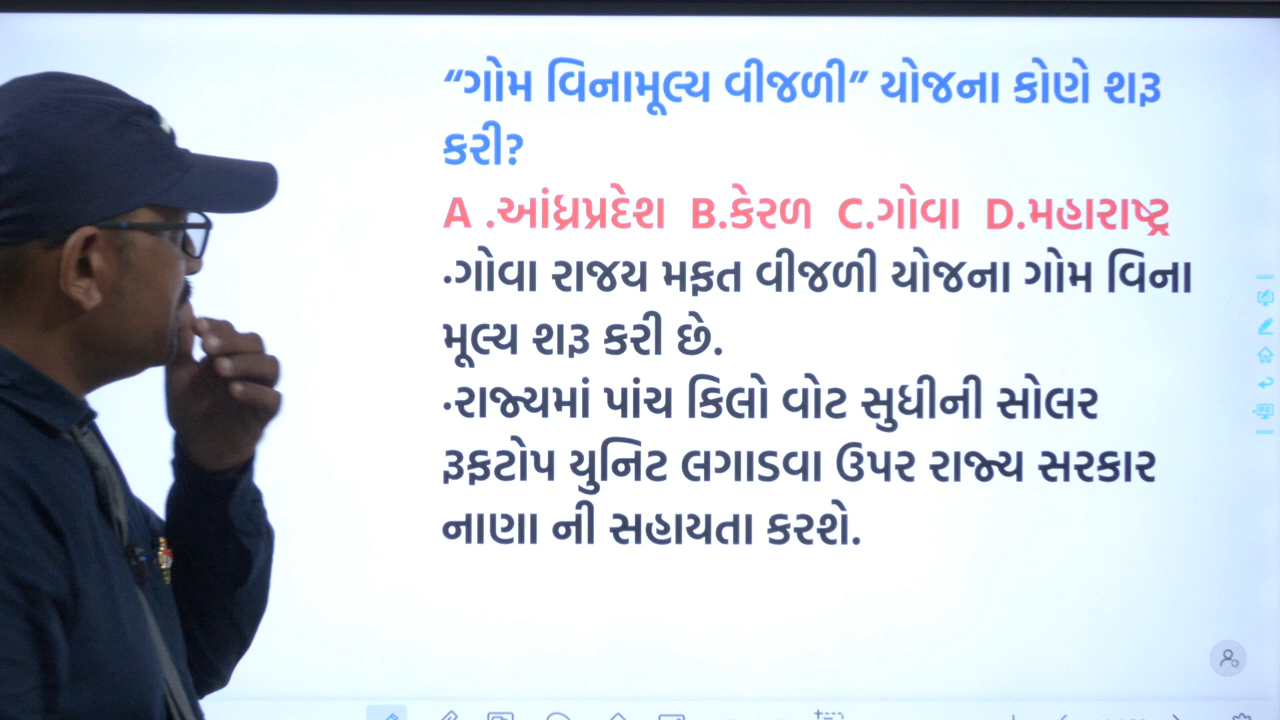 “ગોમ વિનામૂલ્ય વીજળી” યોજના કોણે શરૂ
કરી?
A .આંધ્રપ્રદેશ B.કેરળ C.ગોવા D.મહારાષ્ટ્ર
·ગોવા રાજય મફત વીજળી યોજના ગોમ વિના
મૂલ્ય શરૂ કરી છે.
·રાજ્યમાં પાંચ કિલો વોટ સુધીની સોલર
રૂફટોપ યુનિટ લગાડવા ઉપર રાજ્ય સરકાર
નાણા ની સહાયતા કરશે.